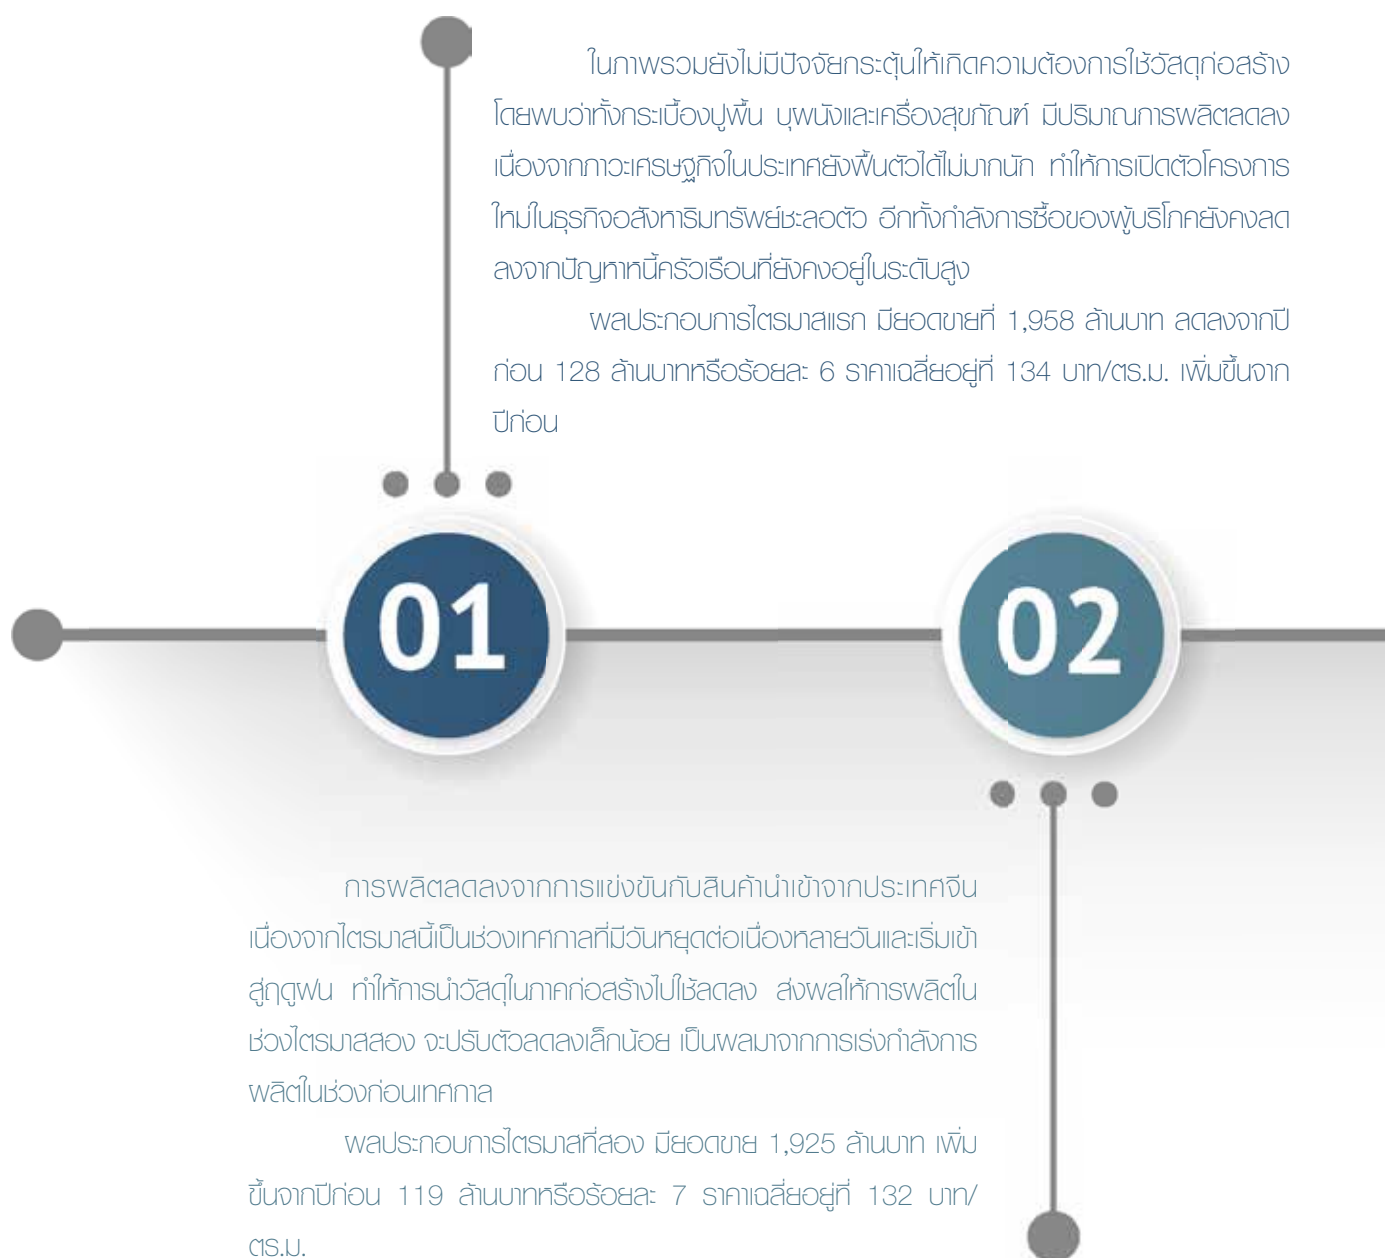 ในภาพรวมยังไม่มีปัจจัยกระตุ้นให้เกิดความต้องการใช้วัสดุก่อสร้าง
โดยพบว่าทั้งกระเบื้องปูพื้น บุผนังและเครื่องสุขภัณฑ์ มีปริมาณการผลิตลดลง
เนื่องจากภาวะเศรษฐกิจในประเทศยังฟื้นตัวได้ไม่มากนัก ทำให้การเปิดตัวโครงการ
ใหม่ในธุรกิจอสังหาริมทรัพย์ชะลอตัว อีกทั้งกำลังการซื้อของผู้บริโภคยังคงลด
ลงจากปัญหาหนี้ครัวเรือนที่ยังคงอยู่ในระดับสูง
ผลประกอบการไตรมาสแรก มียอดขายที่ 1,958 ล้านบาท ลดลงจากปี
ก่อน 128 ล้านบาทหรือร้อยละ 6 ราคาเฉลี่ยอยู่ที่ 134 บาท/ตร.ม. เพิ่มขึ้นจาก
ปีก่อน
01
02
การผลิตลดลงจากการแข่งขันกับสินค้านำเข้าจากประเทศจีน
เนื่องจากไตรมาสนี้เป็นช่วงเทศกาลที่มีวันหยุดต่อเนื่องหลายวันและเริ่มเข้า
สู่ฤดูฝน ทำให้การนำวัสดุในภาคก่อสร้างไปใช้ลดลง ส่งผลให้การผลิตใน
ช่วงไตรมาสสอง จะปรับตัวลดลงเล็กน้อย เป็นผลมาจากการเร่งกำลังการ
ผลิตในช่วงก่อนเทศกาล
ผลประกอบการไตรมาสที่สอง มียอดขาย 1,925 ล้านบาท เพิ่ม
ขึ้นจากปีก่อน 119 ล้านบาทหรือร้อยละ 7 ราคาเฉลี่ยอยู่ที่ 132 บาท/
ตร.ม.